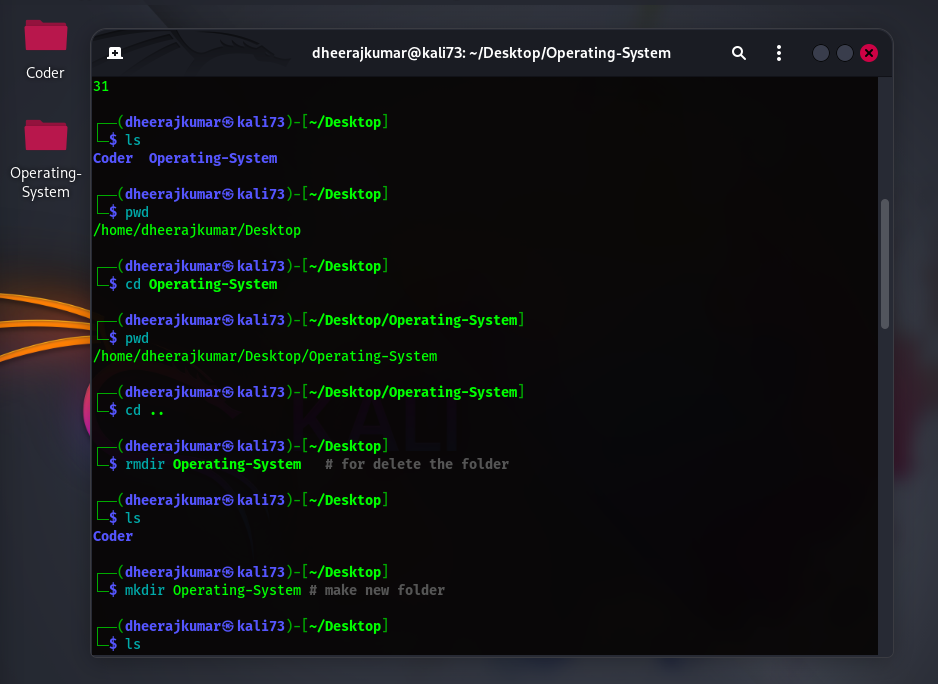 Coder
Operating-
System
dheerajkumar@kali73: ~/Desktop/Operating-System
31
┌──(dheerajkumar㉿kali73)-[~/Desktop]
└─$ ls
Coder  Operating-System
┌──(dheerajkumar㉿kali73)-[~/Desktop]
└─$ pwd
/home/dheerajkumar/Desktop
┌──(dheerajkumar㉿kali73)-[~/Desktop]
└─$ cd Operating-System
┌──(dheerajkumar㉿kali73)-[~/Desktop/Operating-System]
└─$ pwd
/home/dheerajkumar/Desktop/Operating-System
┌──(dheerajkumar㉿kali73)-[~/Desktop/Operating-System]
└─$ cd ..
┌──(dheerajkumar㉿kali73)-[~/Desktop]
└─$ rmdir Operating-System   # for delete the folder
┌──(dheerajkumar㉿kali73)-[~/Desktop]
└─$ ls
Coder
┌──(dheerajkumar㉿kali73)-[~/Desktop]
└─$ mkdir Operating-System # make new folder
┌──(dheerajkumar㉿kali73)-[~/Desktop]
└─$ ls
KALI